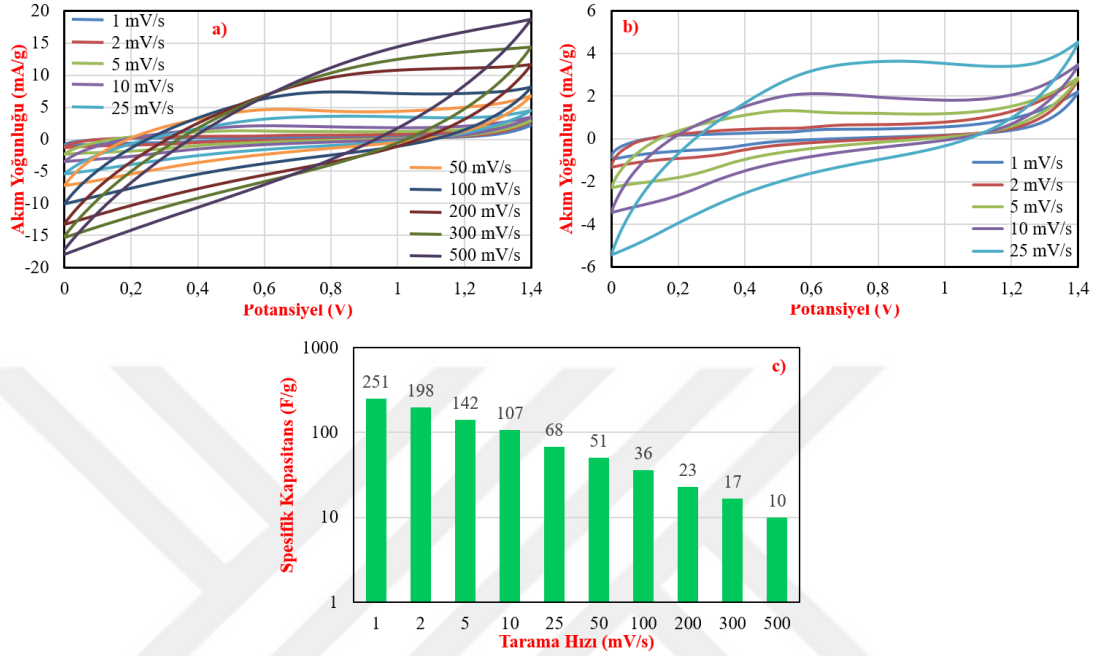 a)
Akım Yoğunluğu (mA/g)
20
15
10
5
0
-5
-10
-15
-20
1 mV/s
2 mV/s
5 mV/s
10 mV/s
25 mV/s
50 mV/s
100 mV/s
200 mV/s
300 mV/s
500 mV/s
0 0,2 0,4 0,6 0,8 1 1,2 1,4
Potansiyel (V)
b)
Akım Yoğunluğu (mA/g)
6
4
2
0
-2
-4
-6
1 mV/s
2 mV/s
5 mV/s
10 mV/s
25 mV/s
0 0,2 0,4 0,6 0,8 1 1,2 1,4
Potansiyel (V)
c)
Spesifik Kapasitans (F/g)
1000
100
10
1
251 198 142 107 68 51 36 23 17 10
1 2 5 10 25 50 100 200 300 500
Tarama Hızı (mV/s)